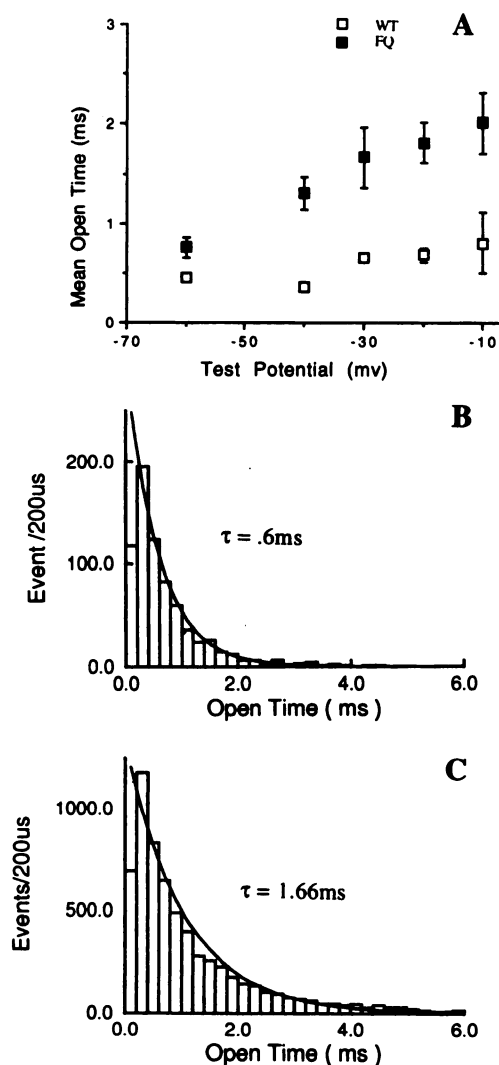 WT
FQ
A
3
2
1
0
Mean Open Time (ms)
-70
-50
-30
-10
Test Potential (mv)
B
200.0
100.0
0.0
Event /200us
τ = .6ms
0.0
2.0
4.0
6.0
Open Time ( ms )
C
1000.0
500.0
0.0
Events/200us
τ = 1.66ms
0.0
2.0
4.0
6.0
Open Time ( ms )